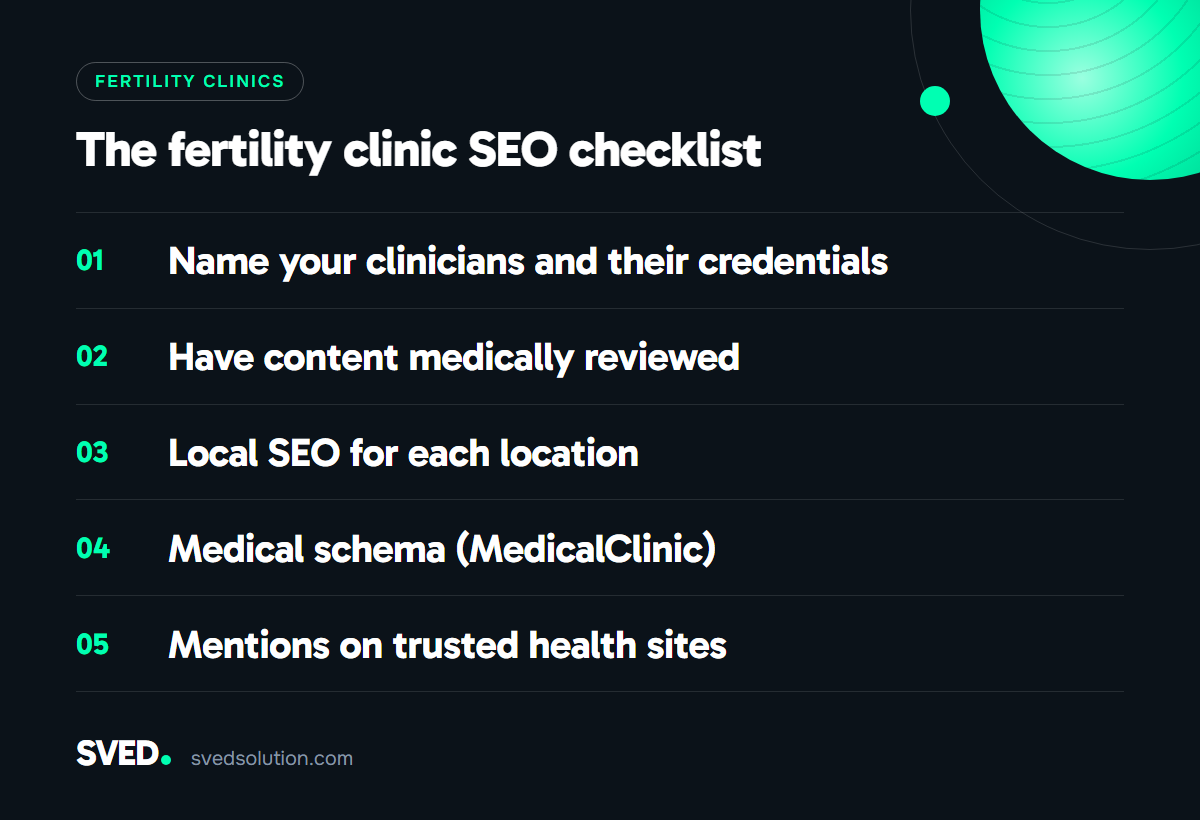 FERTILITY CLINICS
The fertility clinic SEO checklist
01 Name your clinicians and their credentials
02 Have content medically reviewed
03 Local SEO for each location
04 Medical schema (MedicalClinic)
05 Mentions on trusted health sites
SVED. svedsolution.com